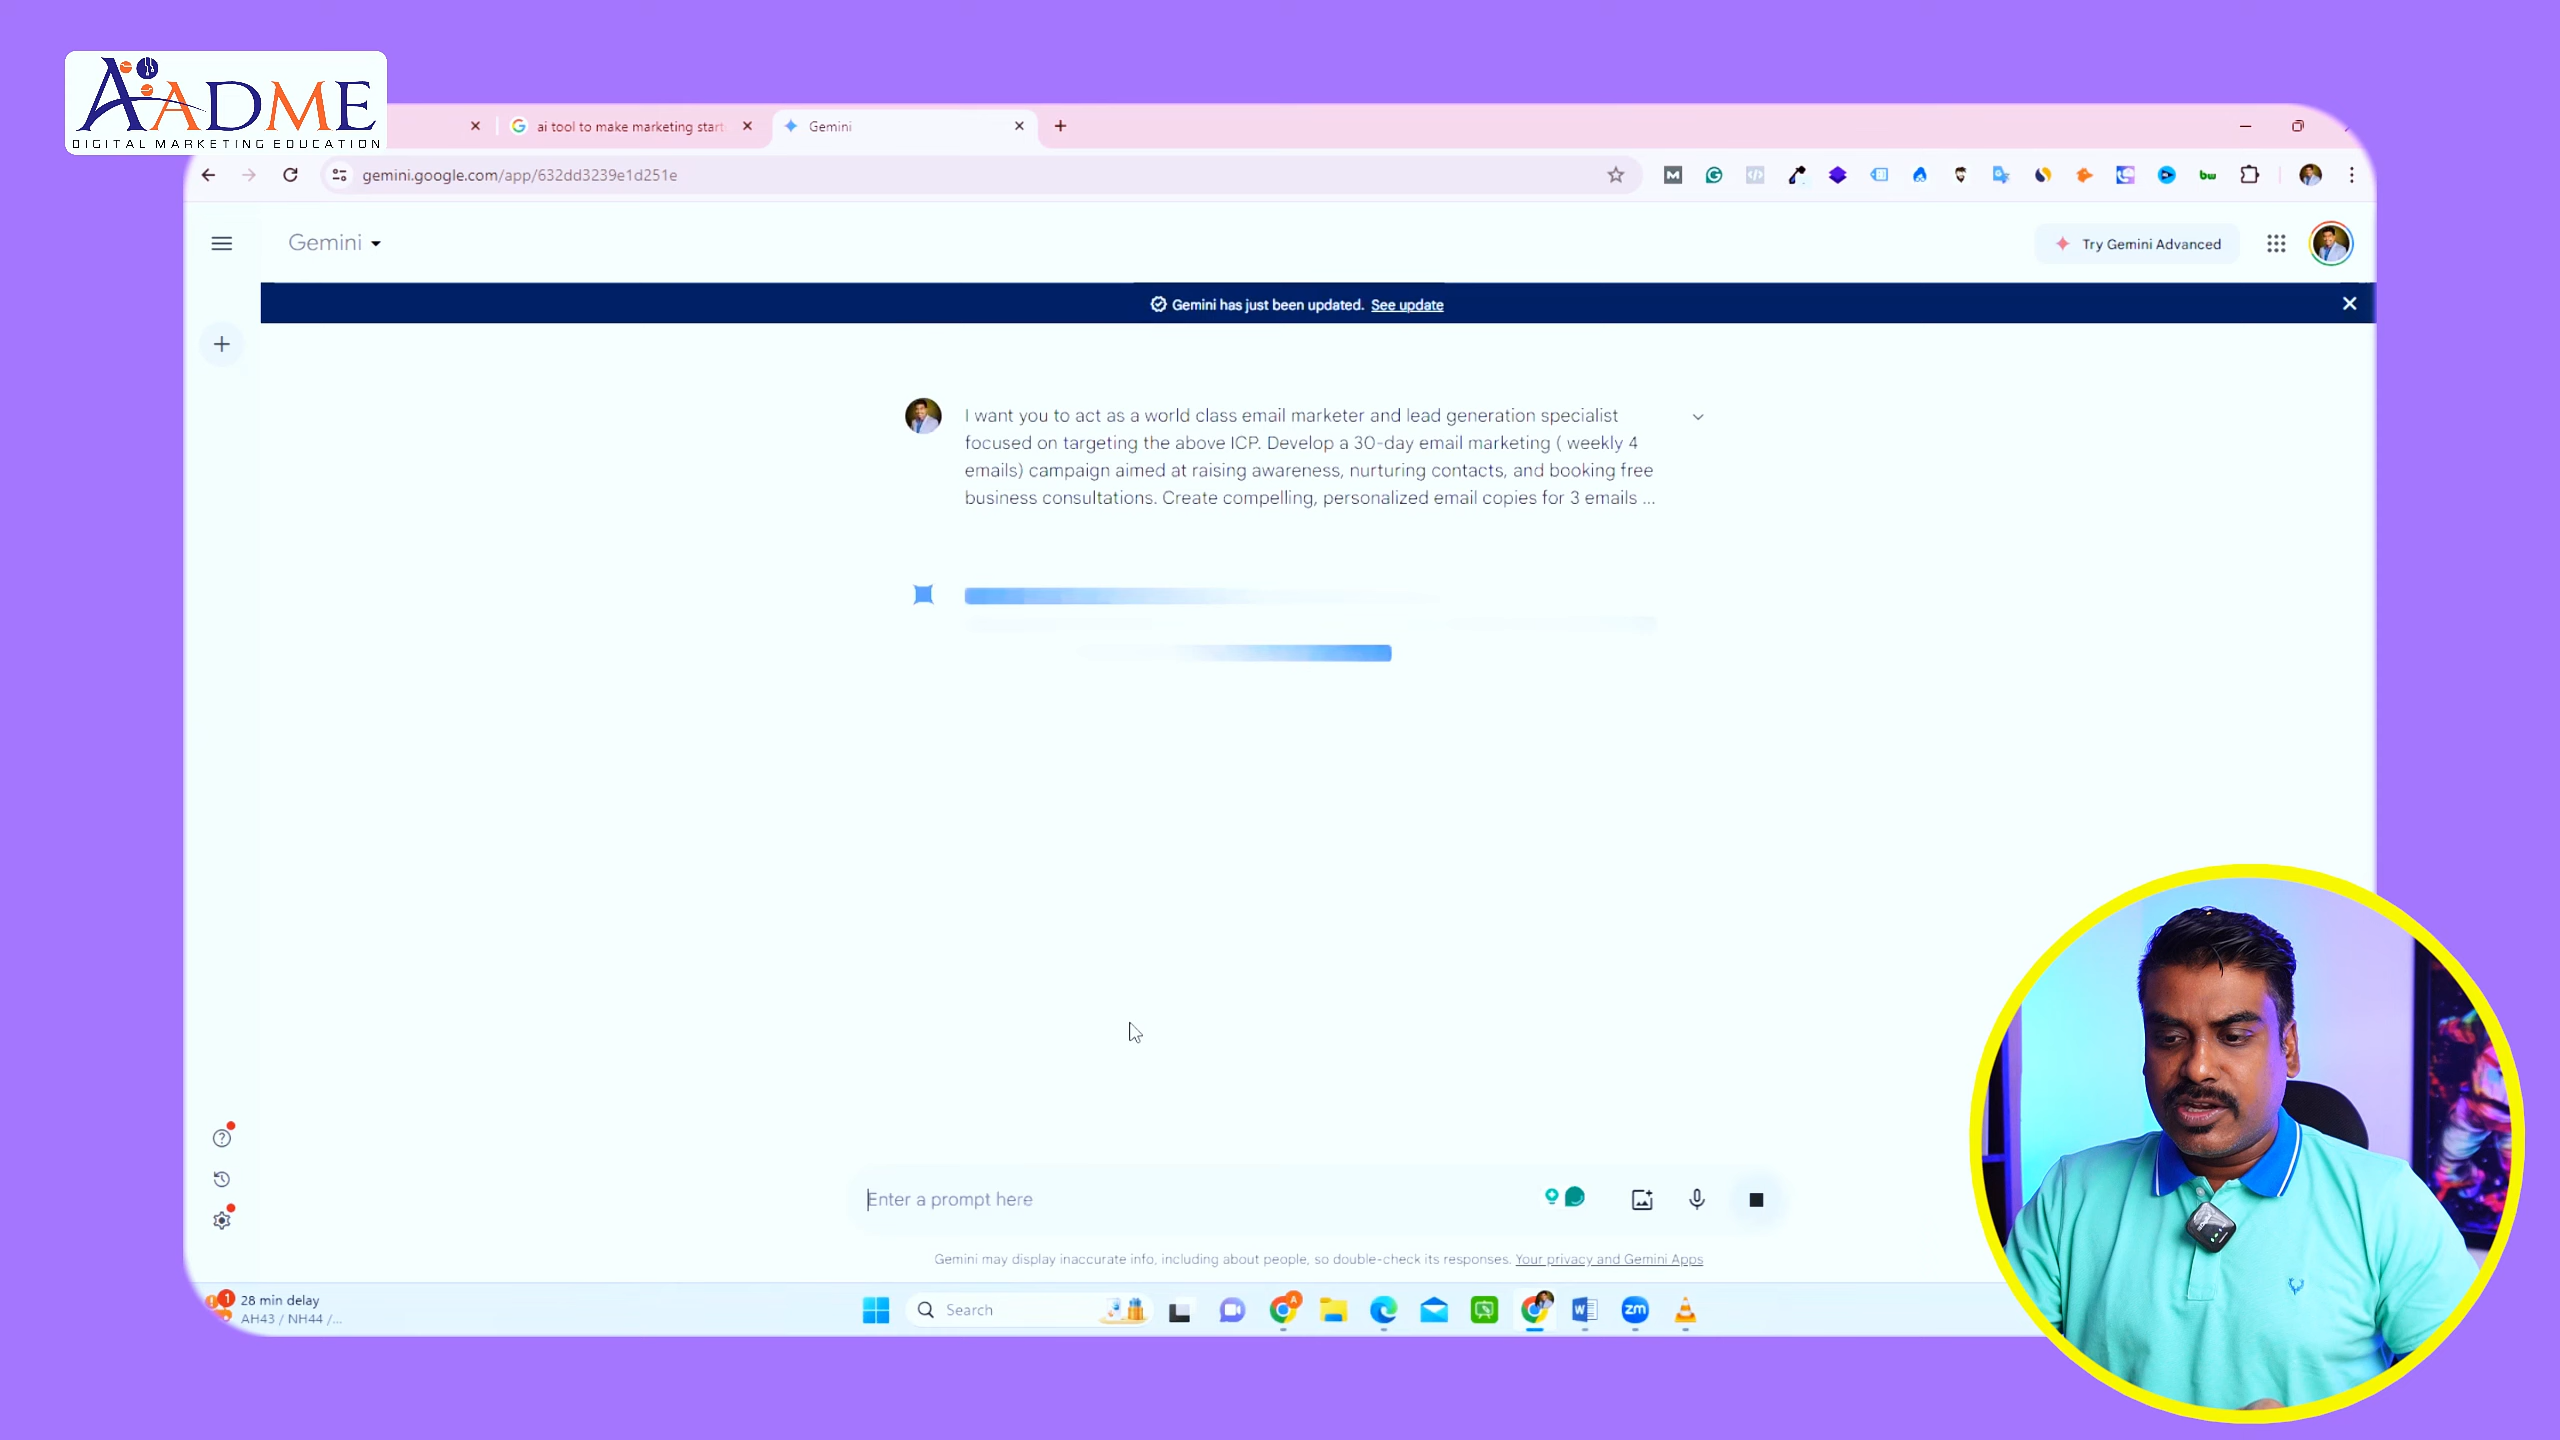 AADME
DIGITAL MARKETING EDUCATION
ai tool to make marketing start
Gemini
gemini.google.com/app/632dd3239e1d251e
Gemini
Try Gemini Advanced
Gemini has just been updated. See update
I want you to act as a world class email marketer and lead generation specialist
focused on targeting the above ICP. Develop a 30-day email marketing ( weekly 4
emails) campaign aimed at raising awareness, nurturing contacts, and booking free
business consultations. Create compelling, personalized email copies for 3 emails ...
Enter a prompt here
Gemini may display inaccurate info, including about people, so double-check its responses. Your privacy and Gemini Apps
1
28 min delay
AH43 / NH44 /...
Search
A
zm
bw